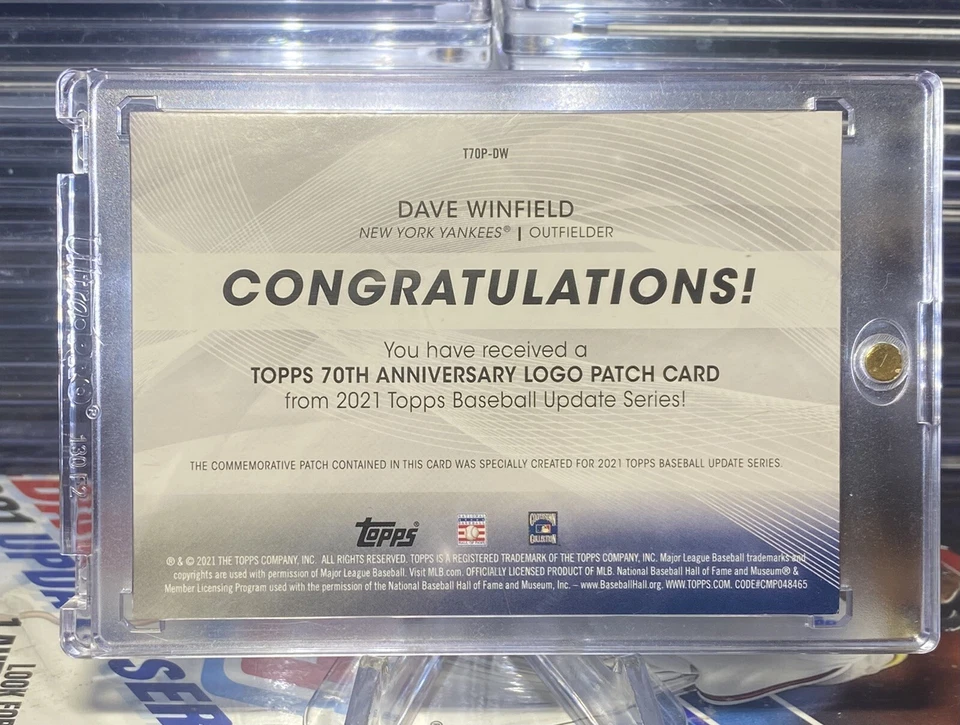 T70P-DW
DAVE WINFIELD
NEW YORK YANKEES® | OUTFIELDER
CONGRATULATIONS!
You have received a
TOPPS 70TH ANNIVERSARY LOGO PATCH CARD
from 2021 Topps Baseball Update Series!
THE COMMEMORATIVE PATCH CONTAINED IN THIS CARD WAS SPECIALLY CREATED FOR 2021 TOPPS BASEBALL UPDATE SERIES.
Topps®
® & © 2021 THE TOPPS COMPANY, INC. ALL RIGHTS RESERVED. TOPPS IS A REGISTERED TRADEMARK OF THE TOPPS COMPANY, INC. Major League Baseball trademarks and
copyrights are used with permission of Major League Baseball. Visit MLB.com. OFFICIALLY LICENSED PRODUCT OF MLB. National Baseball Hall of Fame and Museum® &
Member Licensing Program used with the permission of the National Baseball Hall of Fame and Museum, Inc. – www.BaseballHall.org. WWW.TOPPS.COM. CODE#CMP048465
Ultra PRO®
LOOK FOR